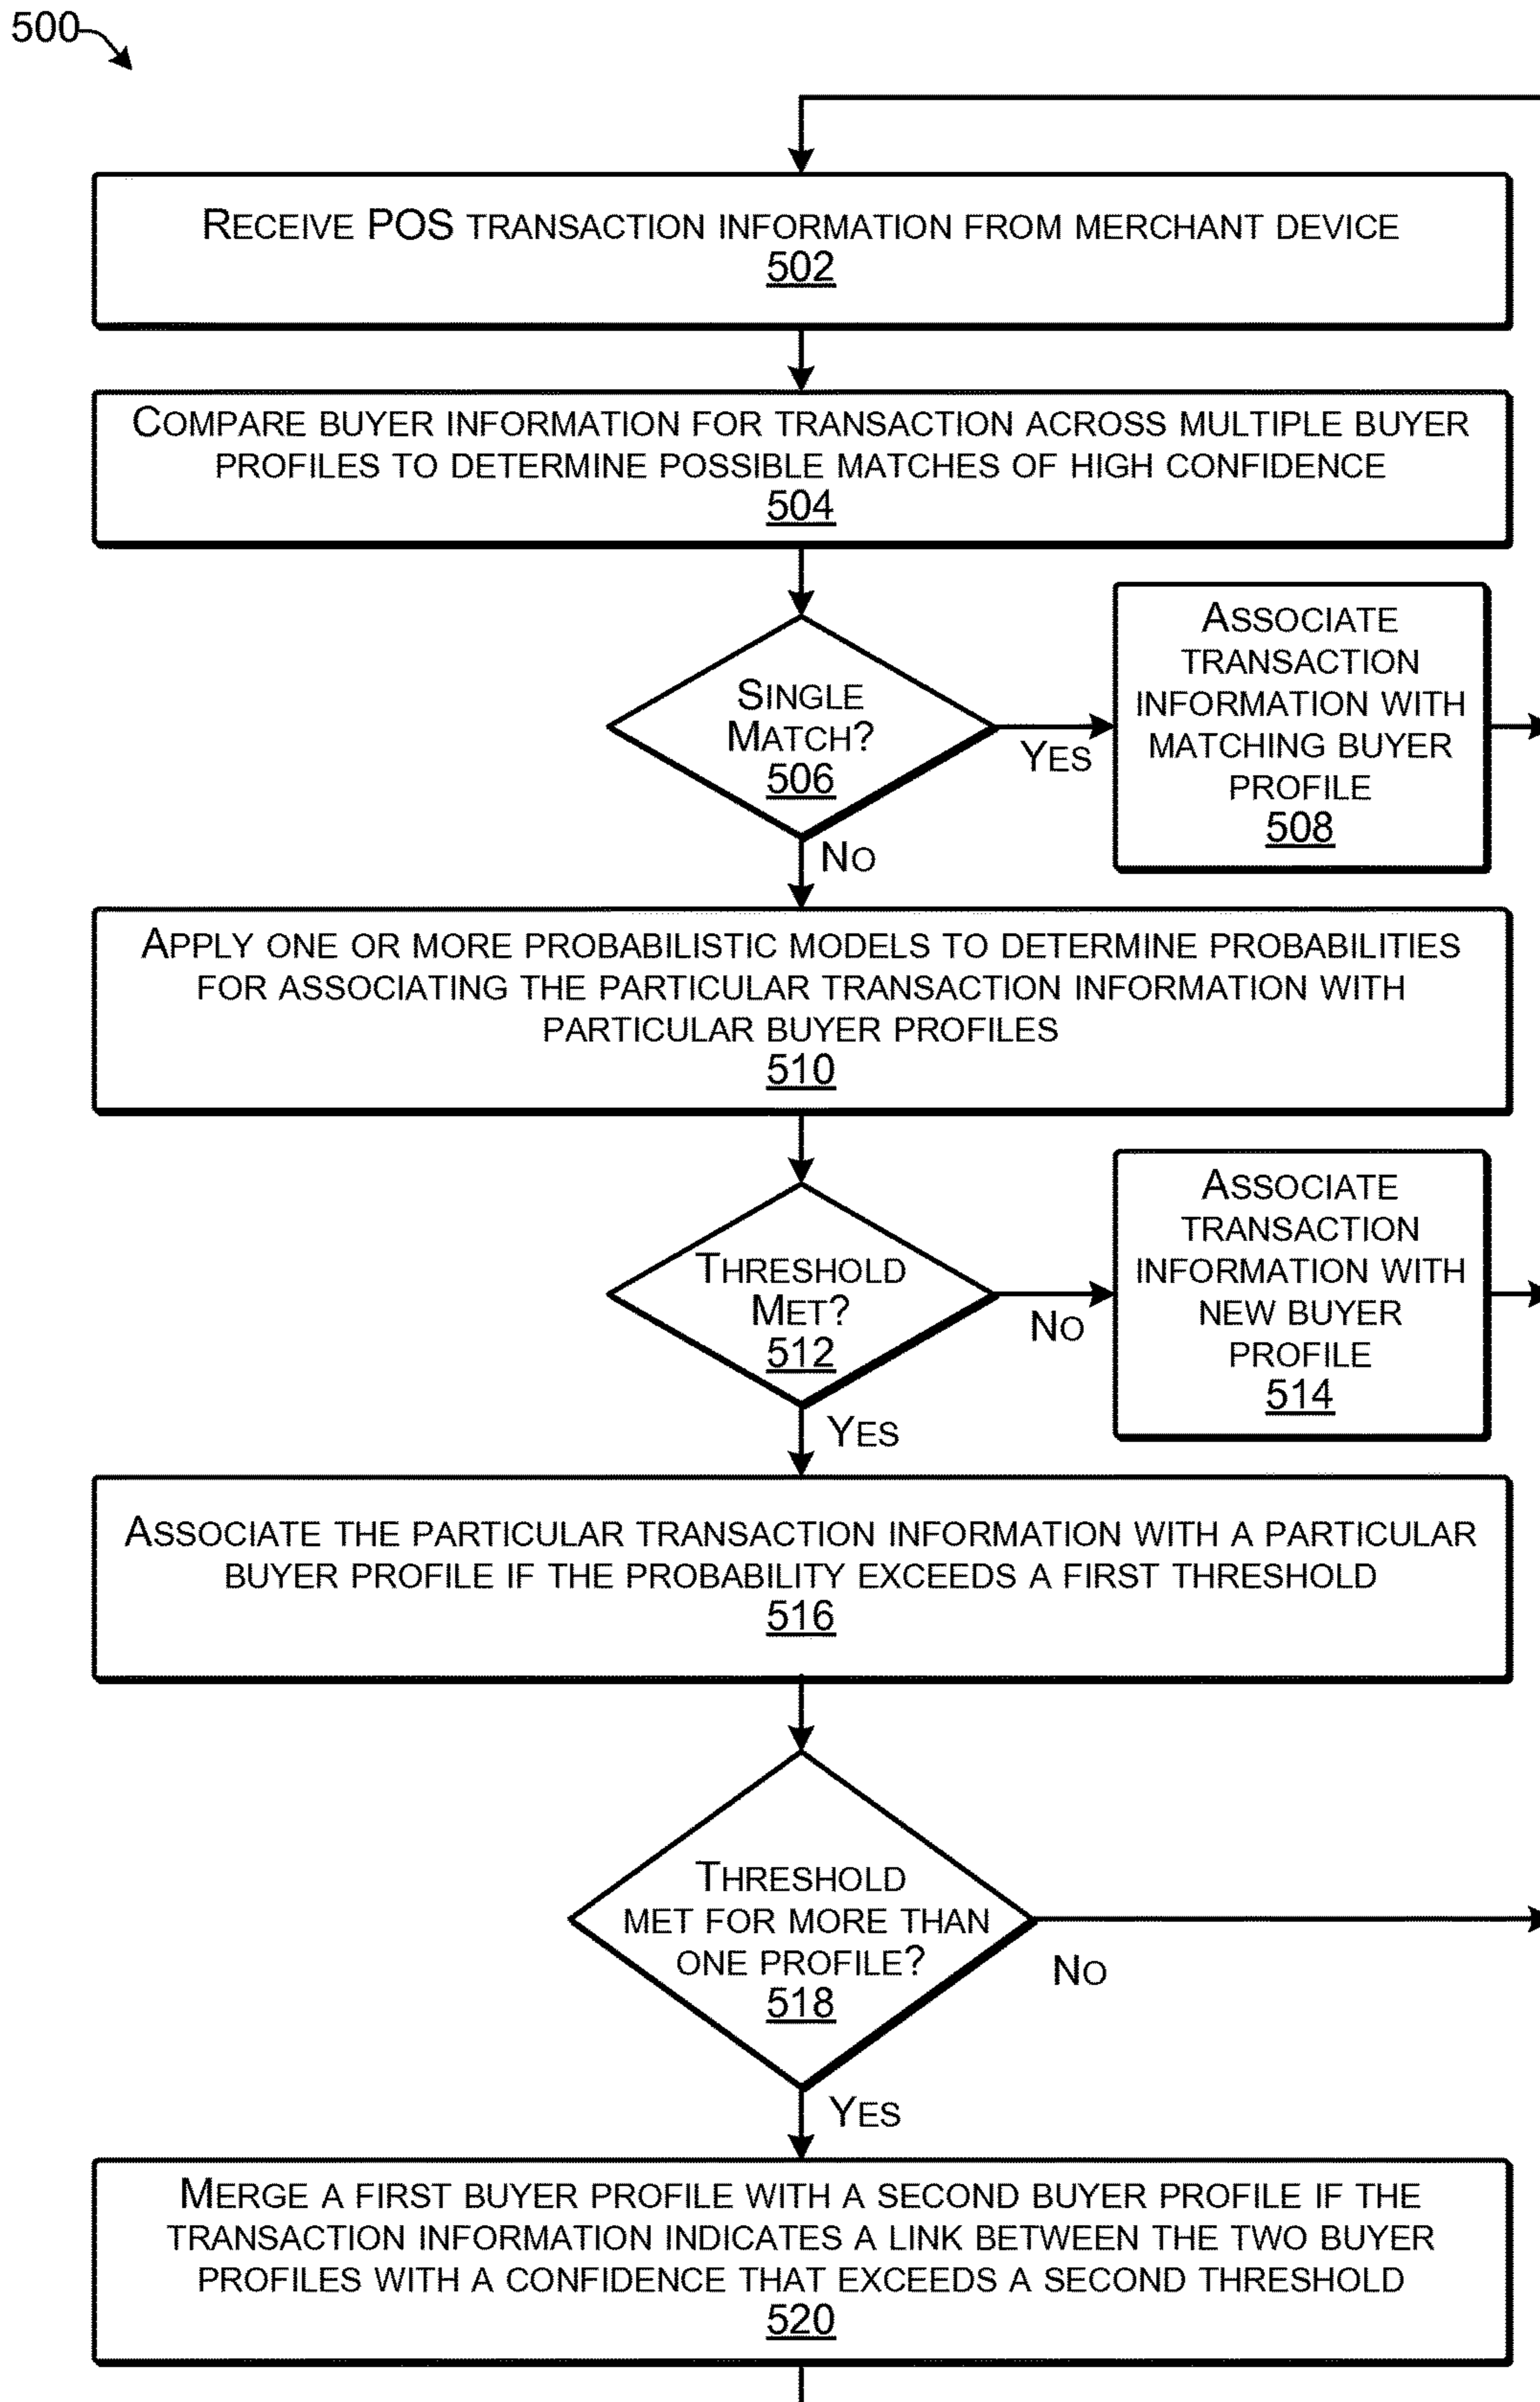 500
RECEIVE POS TRANSACTION INFORMATION FROM MERCHANT DEVICE
502
COMPARE BUYER INFORMATION FOR TRANSACTION ACROSS MULTIPLE BUYER
PROFILES TO DETERMINE POSSIBLE MATCHES OF HIGH CONFIDENCE
504
SINGLE
MATCH?
506
YES
ASSOCIATE
TRANSACTION
INFORMATION WITH
MATCHING BUYER
PROFILE
508
NO
APPLY ONE OR MORE PROBABILISTIC MODELS TO DETERMINE PROBABILITIES
FOR ASSOCIATING THE PARTICULAR TRANSACTION INFORMATION WITH
PARTICULAR BUYER PROFILES
510
THRESHOLD
MET?
512
NO
ASSOCIATE
TRANSACTION
INFORMATION WITH
NEW BUYER
PROFILE
514
YES
ASSOCIATE THE PARTICULAR TRANSACTION INFORMATION WITH A PARTICULAR
BUYER PROFILE IF THE PROBABILITY EXCEEDS A FIRST THRESHOLD
516
THRESHOLD
MET FOR MORE THAN
ONE PROFILE?
518
NO
YES
MERGE A FIRST BUYER PROFILE WITH A SECOND BUYER PROFILE IF THE
TRANSACTION INFORMATION INDICATES A LINK BETWEEN THE TWO BUYER
PROFILES WITH A CONFIDENCE THAT EXCEEDS A SECOND THRESHOLD
520